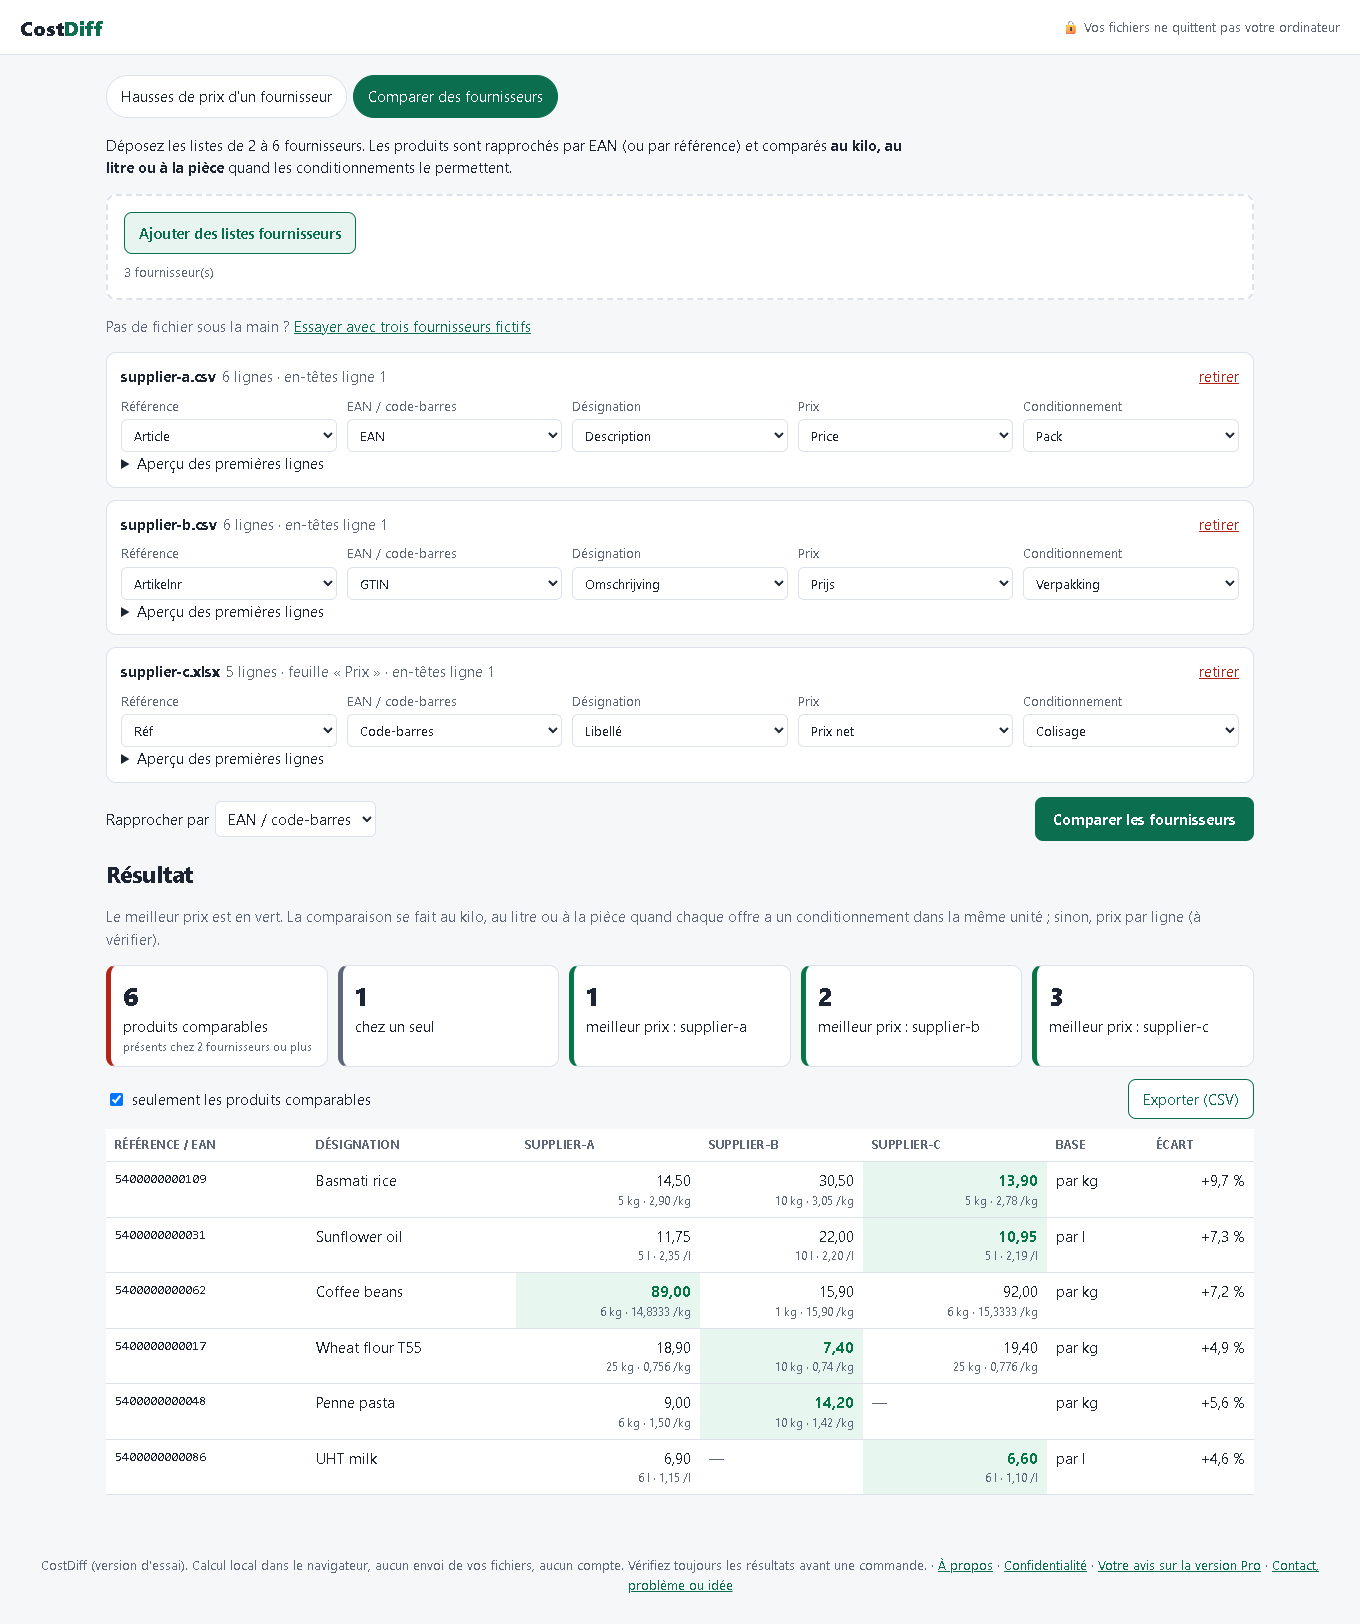 CostDiff
🔒 Vos fichiers ne quittent pas votre ordinateur
Hausses de prix d'un fournisseur
Comparer des fournisseurs
Déposez les listes de 2 à 6 fournisseurs. Les produits sont rapprochés par EAN (ou par référence) et comparés au kilo, au
litre ou à la pièce quand les conditionnements le permettent.
Ajouter des listes fournisseurs
3 fournisseur(s)
Pas de fichier sous la main ? Essayer avec trois fournisseurs fictifs
supplier-a.csv 6 lignes · en-têtes ligne 1 retirer
Référence EAN / code-barres Désignation Prix Conditionnement
Article EAN Description Price Pack
▶ Aperçu des premières lignes
supplier-b.csv 6 lignes · en-têtes ligne 1 retirer
Référence EAN / code-barres Désignation Prix Conditionnement
Artikelnr GTIN Omschrijving Prijs Verpakking
▶ Aperçu des premières lignes
supplier-c.xlsx 5 lignes · feuille « Prix » · en-têtes ligne 1 retirer
Référence EAN / code-barres Désignation Prix Conditionnement
Réf Code-barres Libellé Prix net Colisage
▶ Aperçu des premières lignes
Rapprocher par EAN / code-barres Comparer les fournisseurs
Résultat
Le meilleur prix est en vert. La comparaison se fait au kilo, au litre ou à la pièce quand chaque offre a un conditionnement dans la même unité ; sinon, prix par ligne (à
vérifier).
6 1 1 2 3
produits comparables chez un seul meilleur prix : supplier-a meilleur prix : supplier-b meilleur prix : supplier-c
présents chez 2 fournisseurs ou plus
seulement les produits comparables Exporter (CSV)
RÉFÉRENCE / EAN DÉSIGNATION SUPPLIER-A SUPPLIER-B SUPPLIER-C BASE ÉCART
5400000000109 Basmati rice 14,50 30,50 13,90 par kg +9,7 %
5 kg · 2,90 /kg 10 kg · 3,05 /kg 5 kg · 2,78 /kg
5400000000031 Sunflower oil 11,75 22,00 10,95 par l +7,3 %
5 l · 2,35 /l 10 l · 2,20 /l 5 l · 2,19 /l
5400000000062 Coffee beans 89,00 15,90 92,00 par kg +7,2 %
6 kg · 14,8333 /kg 1 kg · 15,90 /kg 6 kg · 15,3333 /kg
5400000000017 Wheat flour T55 18,90 7,40 19,40 par kg +4,9 %
25 kg · 0,756 /kg 10 kg · 0,74 /kg 25 kg · 0,776 /kg
5400000000048 Penne pasta 9,00 14,20 — par kg +5,6 %
6 kg · 1,50 /kg 10 kg · 1,42 /kg
5400000000086 UHT milk 6,90 — 6,60 par l +4,6 %
6 l · 1,15 /l 6 l · 1,10 /l
CostDiff (version d'essai). Calcul local dans le navigateur, aucun envoi de vos fichiers, aucun compte. Vérifiez toujours les résultats avant une commande. · À propos · Confidentialité · Votre avis sur la version Pro · Contact,
problème ou idée